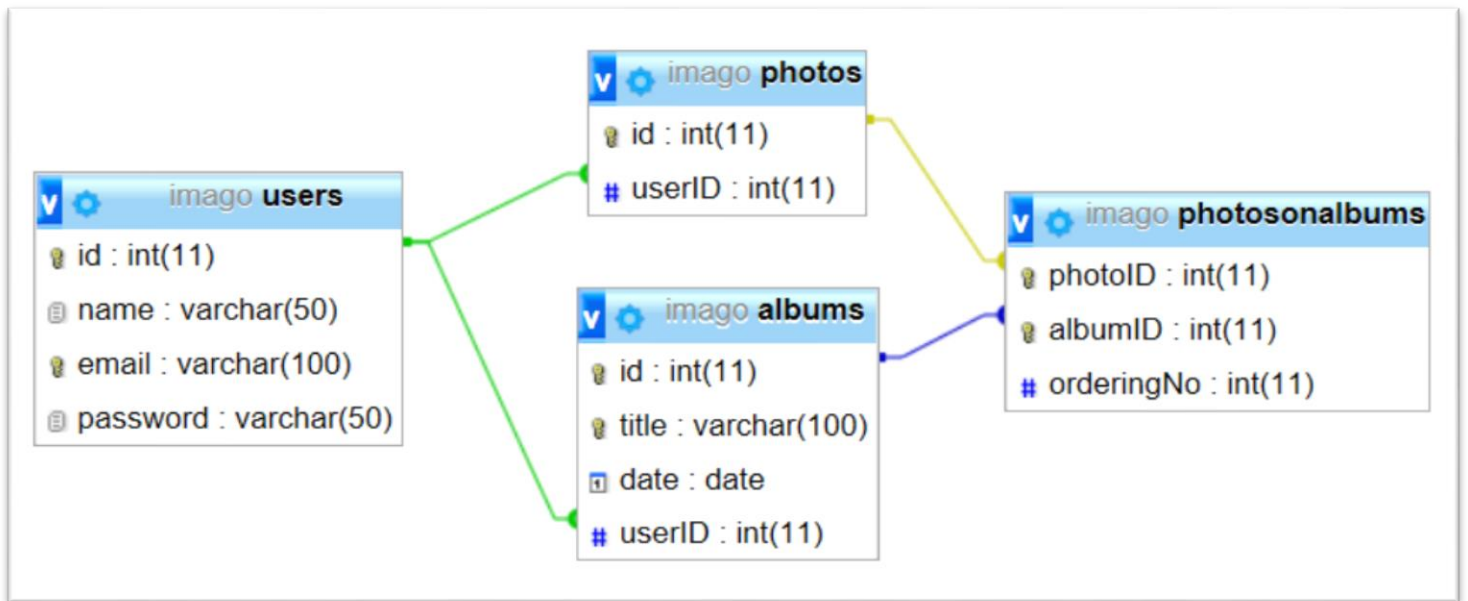 imago users
id : int(11)
name : varchar(50)
email : varchar(100)
password : varchar(50)
imago photos
id : int(11)
userID : int(11)
imago albums
id : int(11)
title : varchar(100)
date : date
userID : int(11)
imago photosonalbums
photoID : int(11)
albumID : int(11)
orderingNo : int(11)